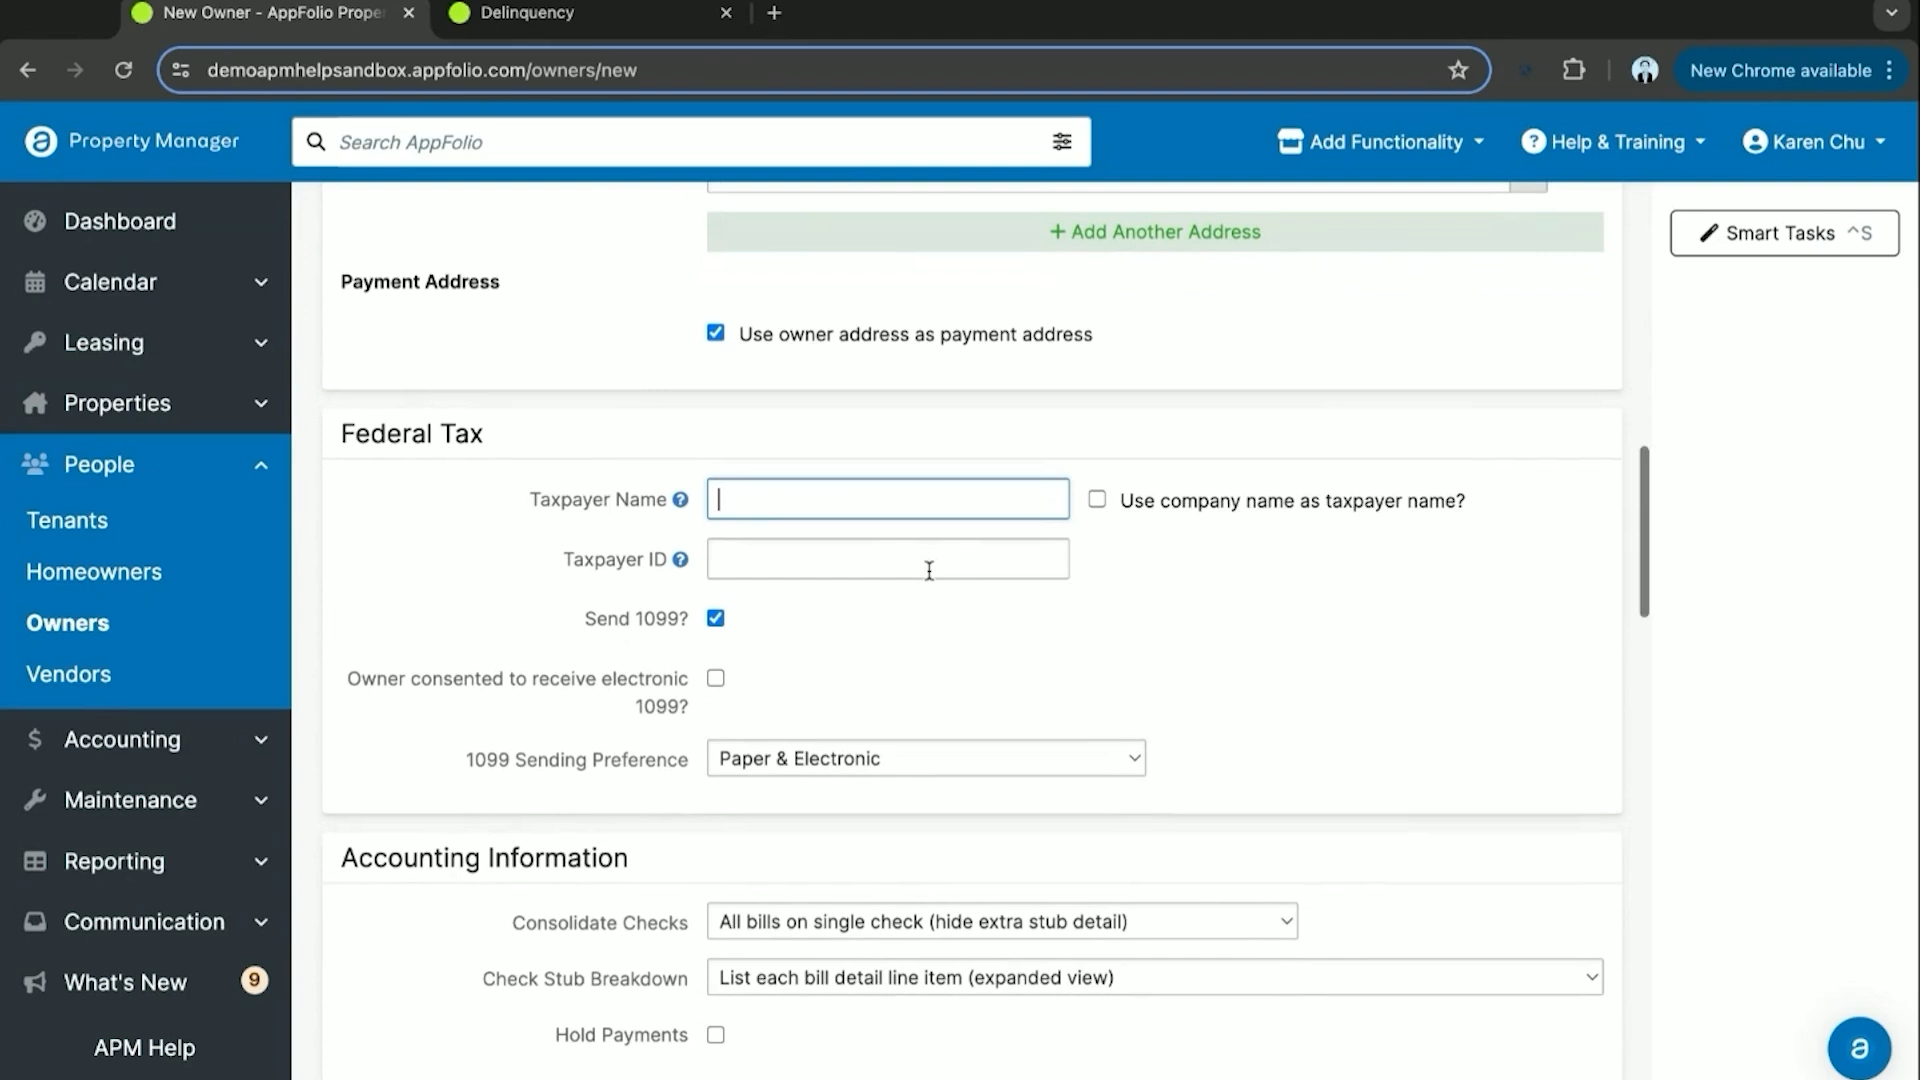 New Owner - AppFolio Prope
Delinquency
demoapmhelpsandbox.appfolio.com/owners/new
New Chrome available
Property Manager
Search AppFolio
Add Functionality
Help & Training
Karen Chu
Dashboard
Calendar
Leasing
Properties
People
Tenants
Homeowners
Owners
Vendors
Accounting
Maintenance
Reporting
Communication
What's New
9
APM Help
Smart Tasks ^S
+ Add Another Address
Payment Address
Use owner address as payment address
Federal Tax
Taxpayer Name ?
Use company name as taxpayer name?
Taxpayer ID ?
Send 1099?
Owner consented to receive electronic
1099?
1099 Sending Preference
Paper & Electronic
Accounting Information
Consolidate Checks
All bills on single check (hide extra stub detail)
Check Stub Breakdown
List each bill detail line item (expanded view)
Hold Payments